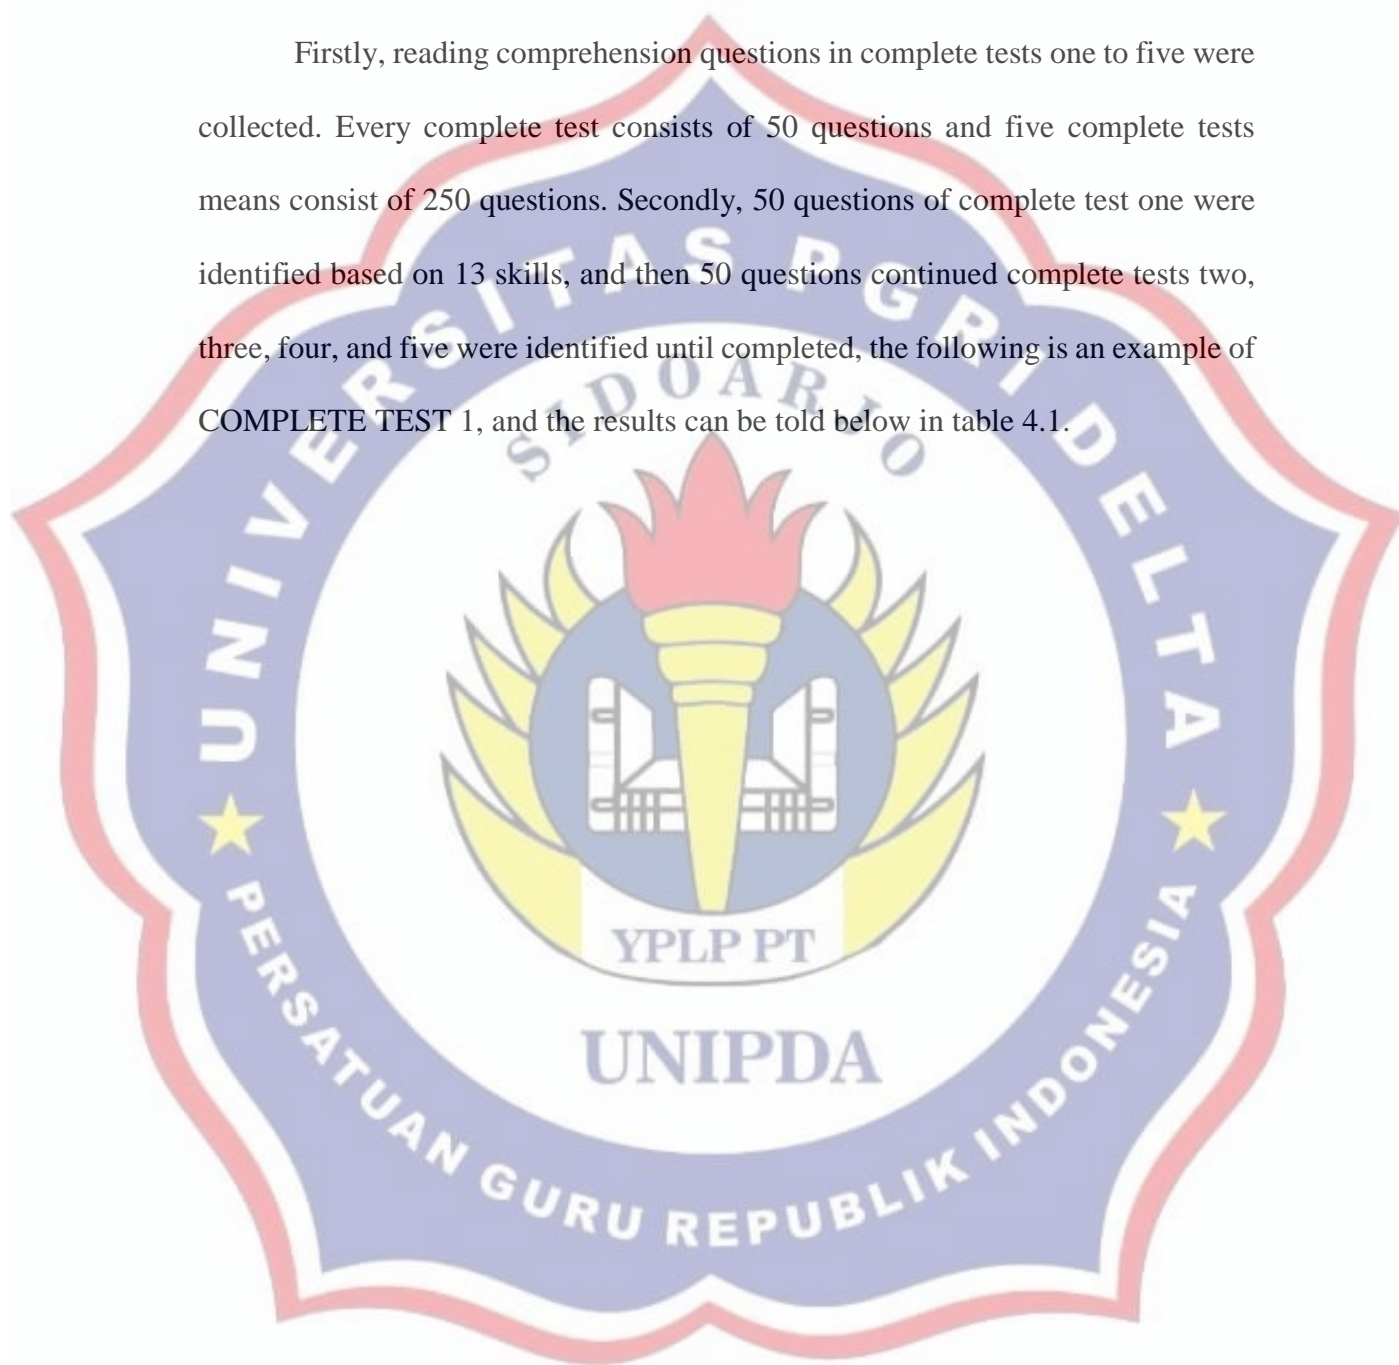 Firstly, reading comprehension questions in complete tests one to five were
collected. Every complete test consists of 50 questions and five complete tests
means consist of 250 questions. Secondly, 50 questions of complete test one were
identified based on 13 skills, and then 50 questions continued complete tests two,
three, four, and five were identified until completed, the following is an example of
COMPLETE TEST 1, and the results can be told below in table 4.1.
UNIVERSITAS PGRI DELTA
SIDOARJO
YPLP PT
UNIPDA
PERSATUAN GURU REPUBLIK INDONESIA